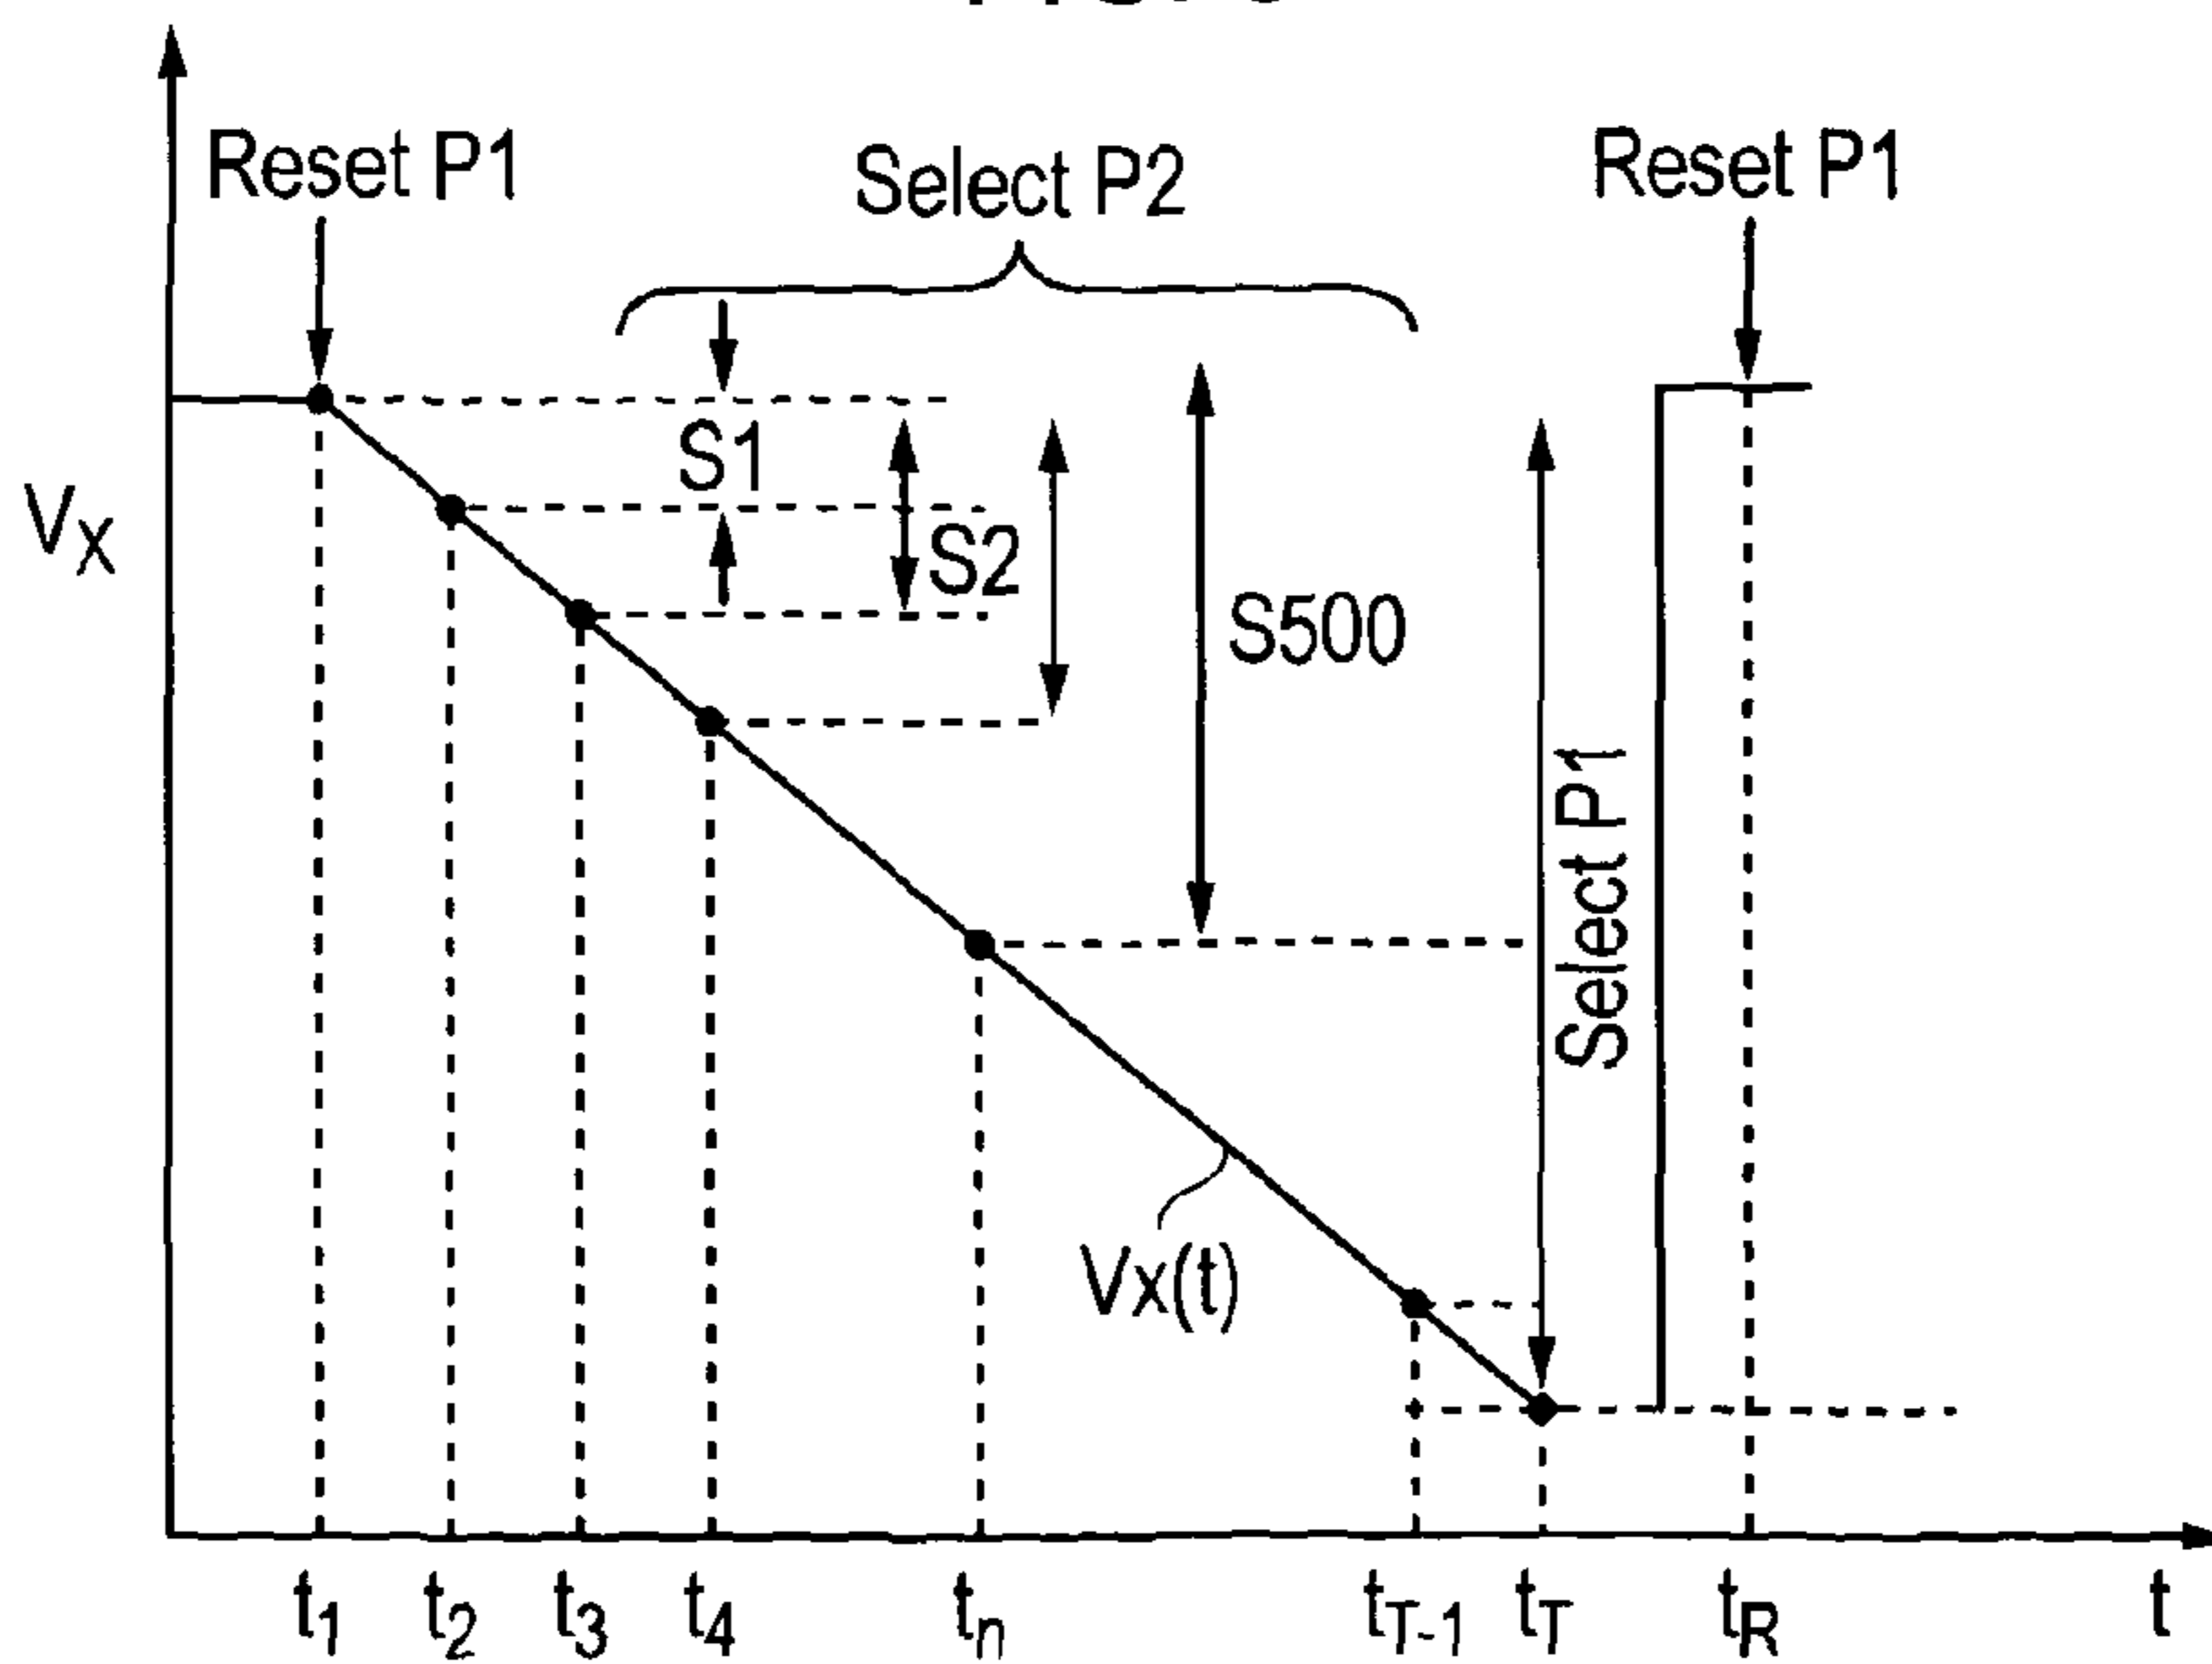 Reset P1
Select P2
Reset P1
S1
Vx
S2
S500
Select P1
Vx(t)
t1 t2 t3 t4 tn tT-1 tT tR t